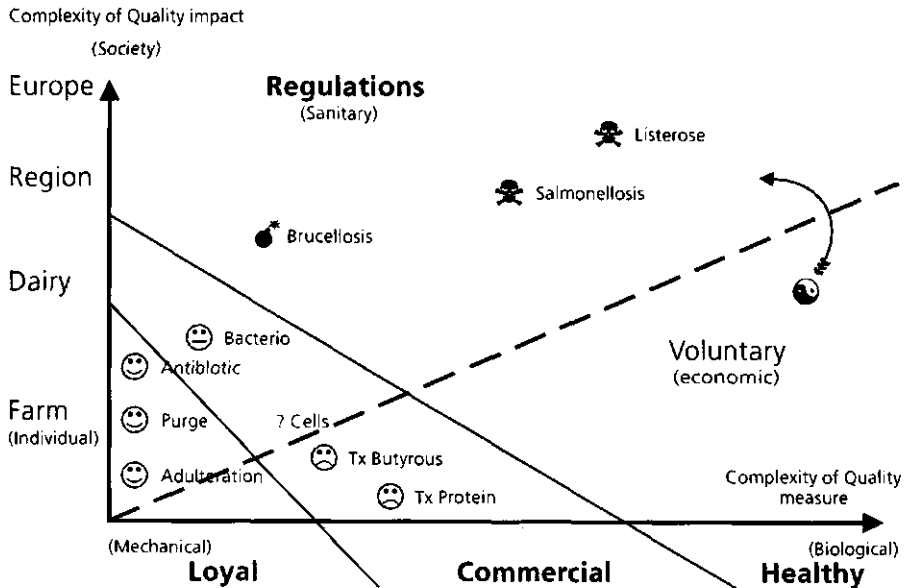 Complexity of Quality impact
(Society)
Europe
Regulations
(Sanitary)
Listerose
Region
Salmonellosis
Brucellosis
Dairy
Bacterio
Voluntary
(economic)
Antiblotic
Farm
(Individual)
Purge
? Cells
Tx Butyrous
Adulteration
Tx Protein
Complexity of Quality
measure
(Mechanical)
(Biological)
Loyal
Commercial
Healthy